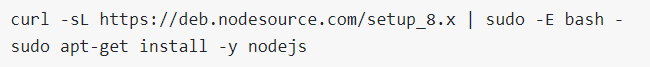 curl -sL https://deb.nodesource.com/setup_8.x | sudo -E bash -
sudo apt-get install -y nodejs